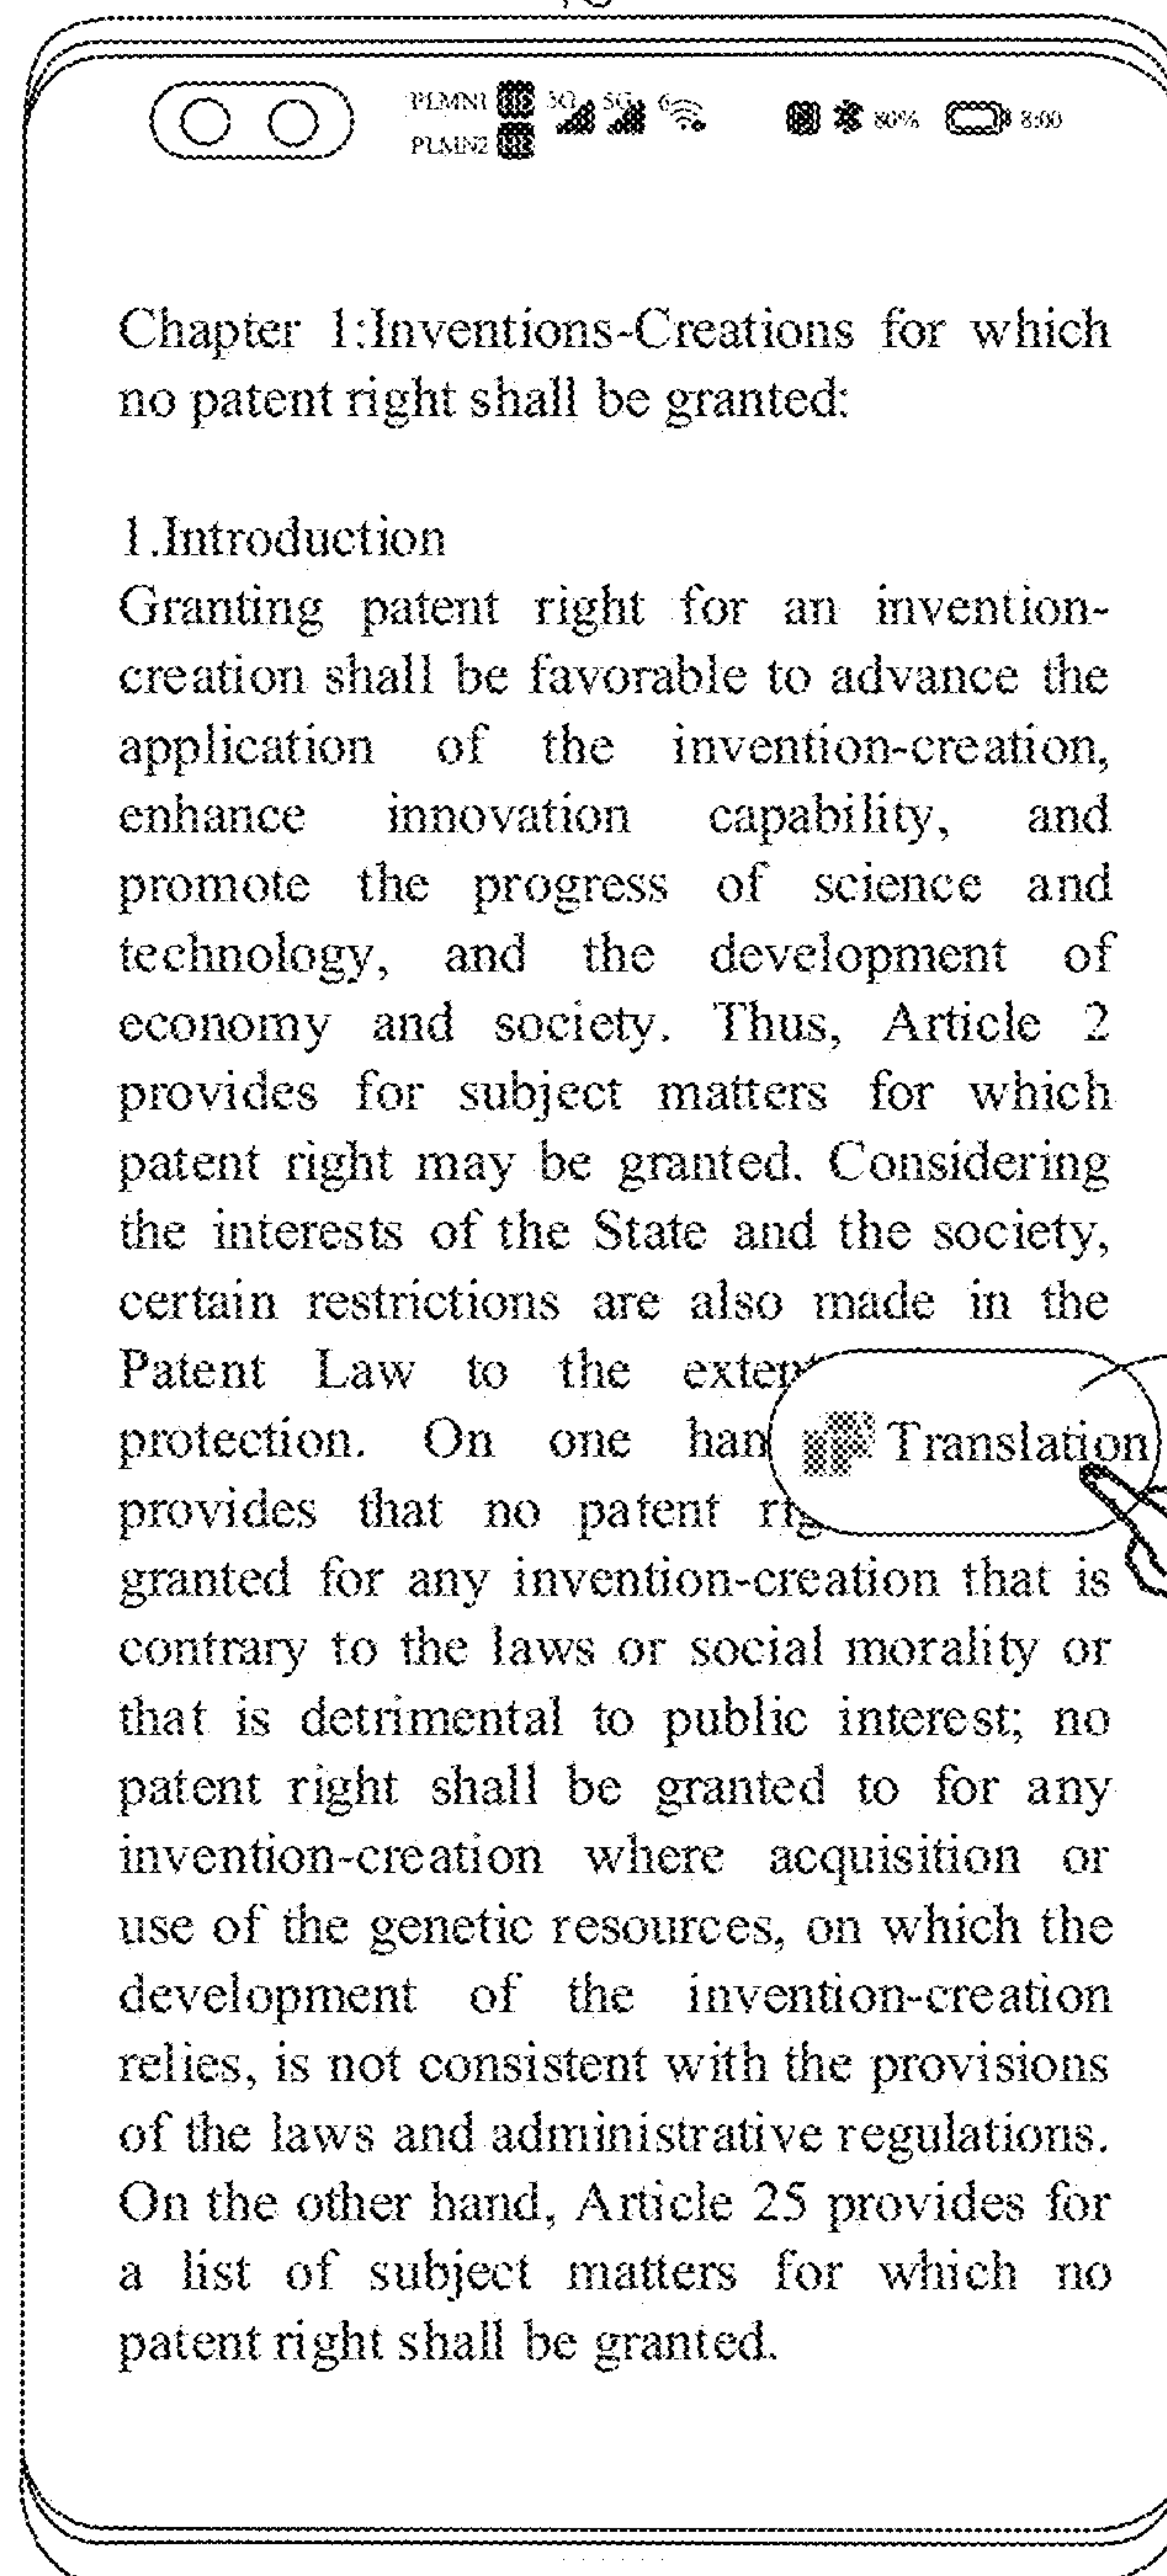 PLMN1 HD 5G 5G 6 80% 8:00
PLMN2 HD
Chapter 1:Inventions-Creations for which
no patent right shall be granted:
1.Introduction
Granting patent right for an invention-
creation shall be favorable to advance the
application of the invention-creation,
enhance innovation capability, and
promote the progress of science and
technology, and the development of
economy and society. Thus, Article 2
provides for subject matters for which
patent right may be granted. Considering
the interests of the State and the society,
certain restrictions are also made in the
Patent Law to the extent
protection. On one han
Translation
provides that no patent rig
granted for any invention-creation that is
contrary to the laws or social morality or
that is detrimental to public interest; no
patent right shall be granted to for any
invention-creation where acquisition or
use of the genetic resources, on which the
development of the invention-creation
relies, is not consistent with the provisions
of the laws and administrative regulations.
On the other hand, Article 25 provides for
a list of subject matters for which no
patent right shall be granted.